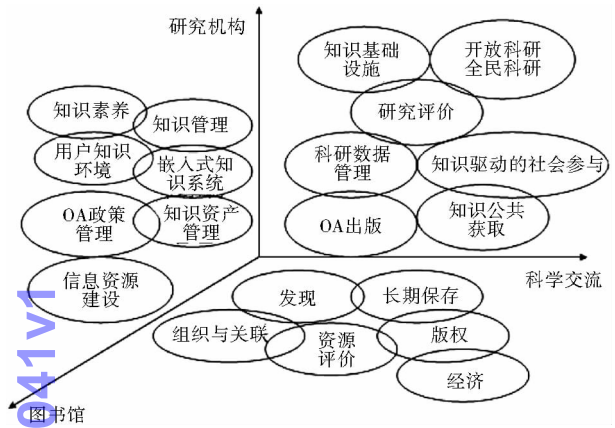 研究机构
知识基础
设施
开放科研
全民科研
研究评价
知识素养
知识管理
用户知识
环境
嵌入式知
识系统
科研数据
管理
知识驱动的社会参与
OA政策
管理
知识资产
管理
OA出版
知识公共
获取
信息资源
建设
科学交流
发现
长期保存
组织与关联
资源
评价
版权
经济
图书馆
041v1